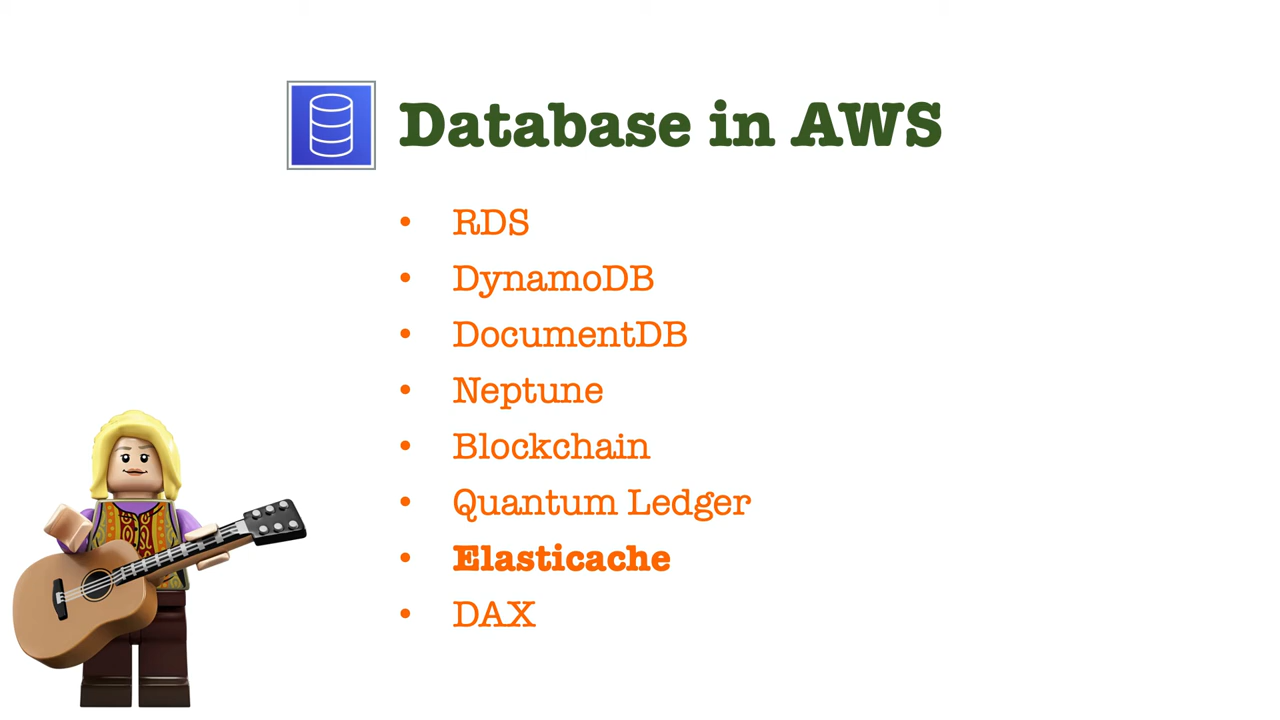 Database in AWS
• RDS
• DynamoDB
• DocumentDB
• Neptune
• Blockchain
• Quantum Ledger
• Elasticache
• DAX